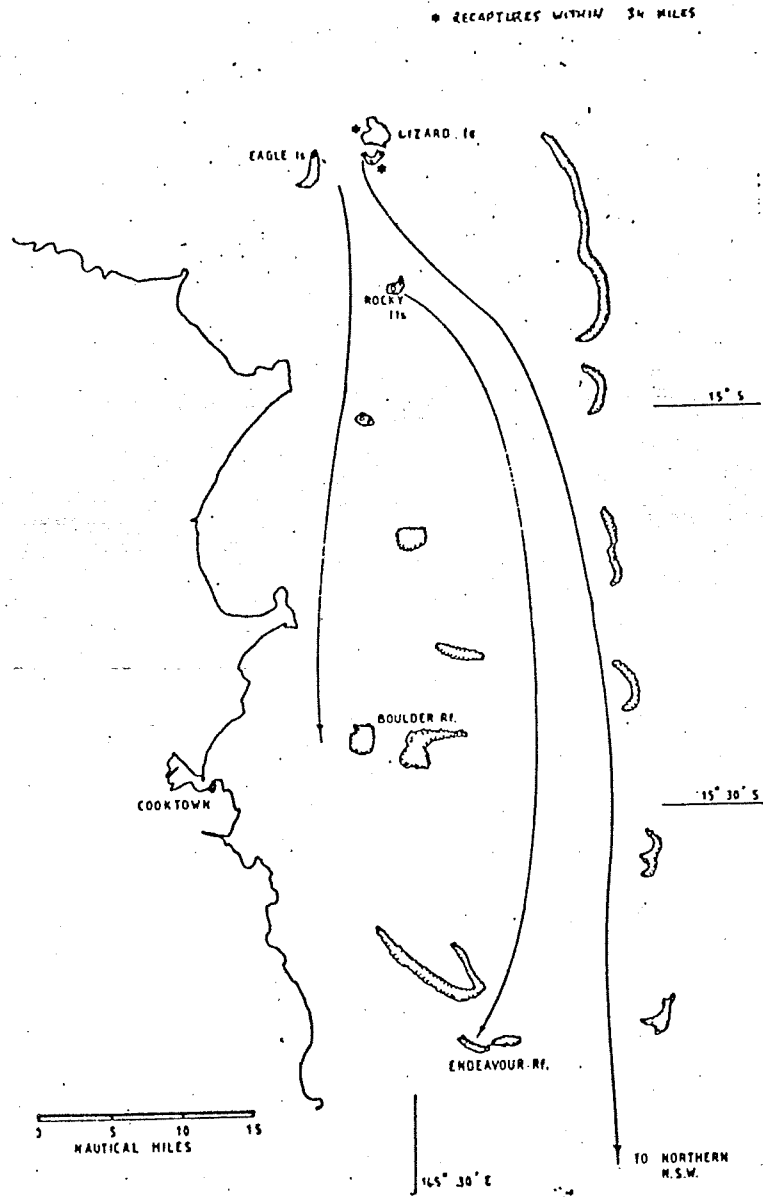 * RECAPTURES WITHIN 34 MILES
* LIZARD. Is
EAGLE Is
*
ROCKY
Ils
15° S
BOULDER Rf.
COOKTOWN
15° 30' S
ENDEAVOUR. Rf.
0 5 10 15
NAUTICAL MILES
145° 30' E
TO NORTHERN
N.S.W.